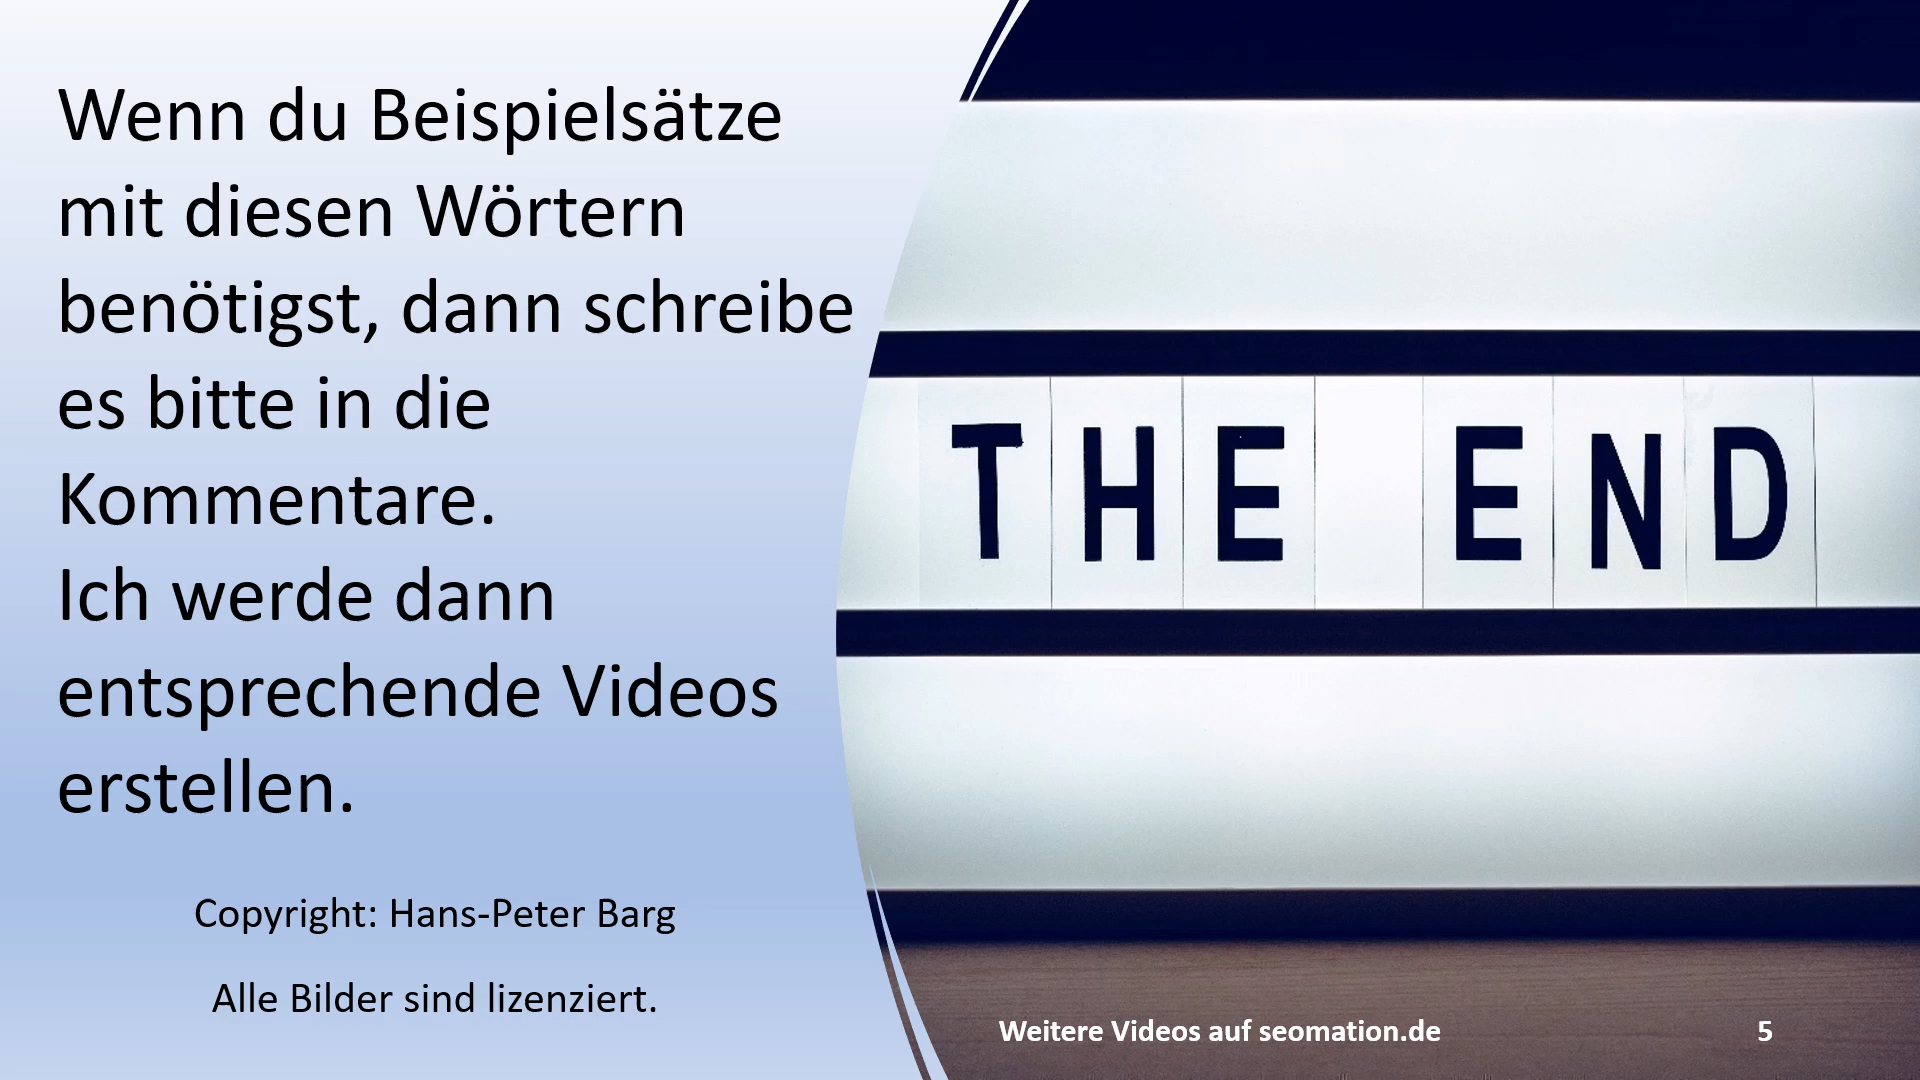 Wenn du Beispielsätze
mit diesen Wörtern
benötigst, dann schreibe
es bitte in die
Kommentare.
Ich werde dann
entsprechende Videos
erstellen.
Copyright: Hans-Peter Barg
Alle Bilder sind lizenziert.
THE END
Weitere Videos auf seomation.de
5